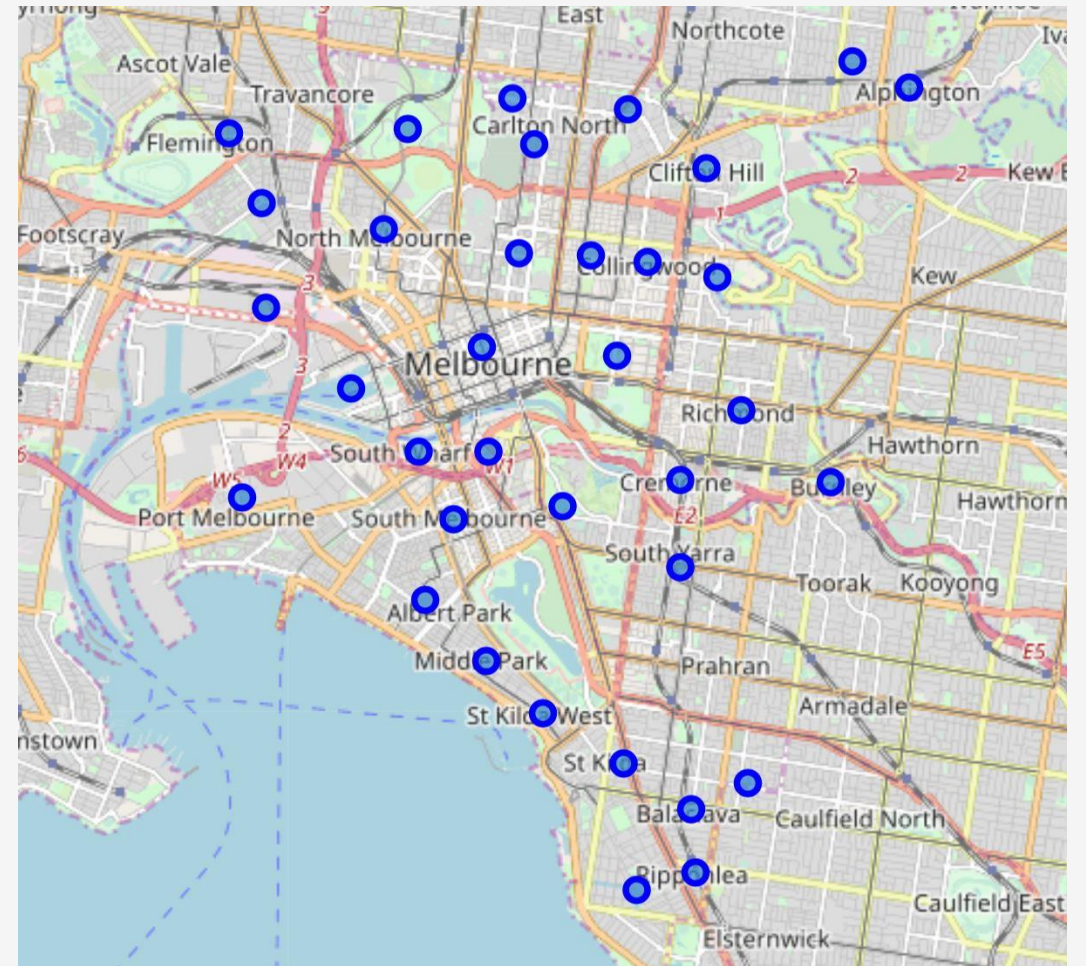 East
Northcote
Ascot Vale
Travancore
Alphington
Carlton North
Flemington
Clifton Hill
2
2
Kew E
1
Footscray
North Melbourne
Collingwood
Kew
3
Melbourne
3
Richmond
2
Hawthorn
South Wharf
W4
W1
W5
Cremorne
Burnley
Hawthorn
Port Melbourne
South Melbourne
E2
South Yarra
Toorak
Kooyong
Albert Park
E5
Middle Park
Prahran
Armadale
St Kilda West
nstown
St Kilda
Balaclava
Caulfield North
Ripponlea
Caulfield East
Elsternwick